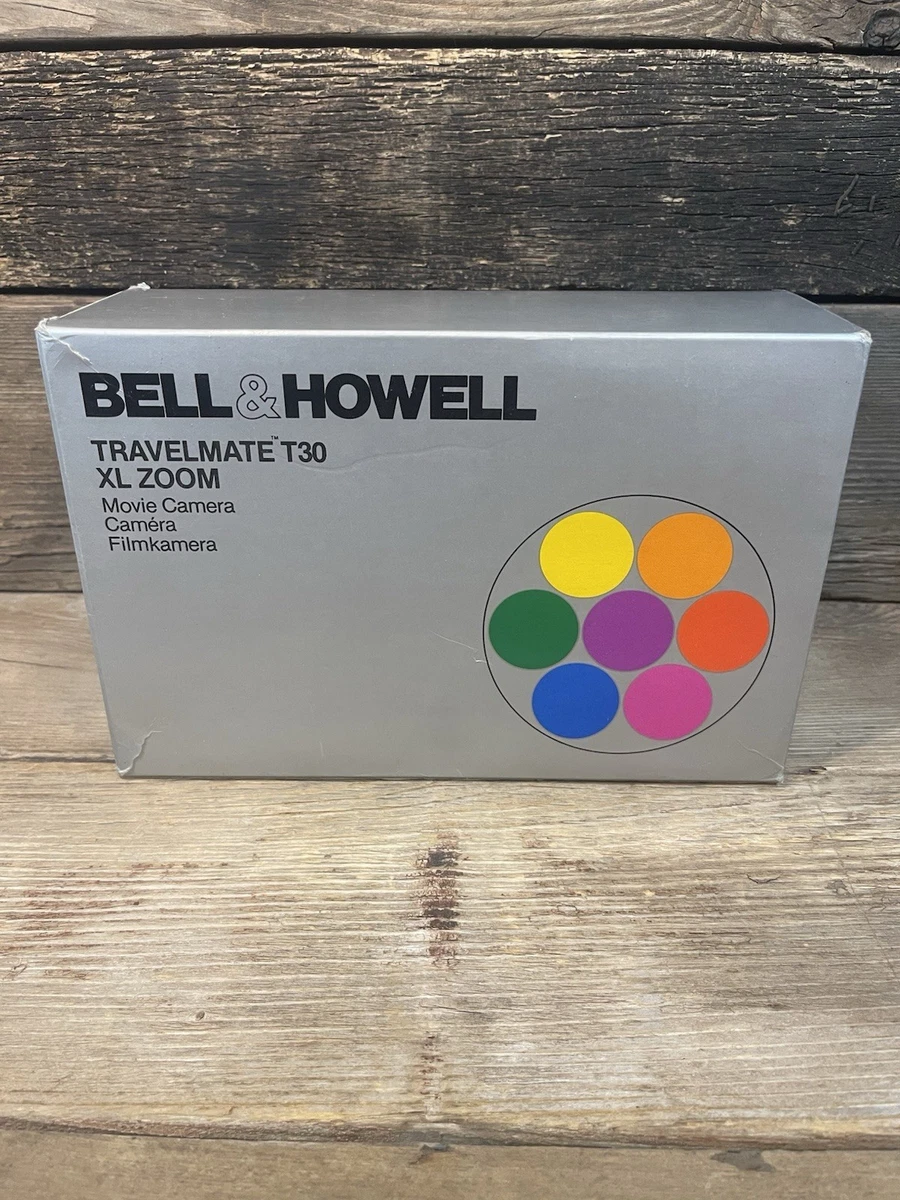 BELL & HOWELL
TRAVELMATE™ T30
XL ZOOM
Movie Camera
Caméra
Filmkamera